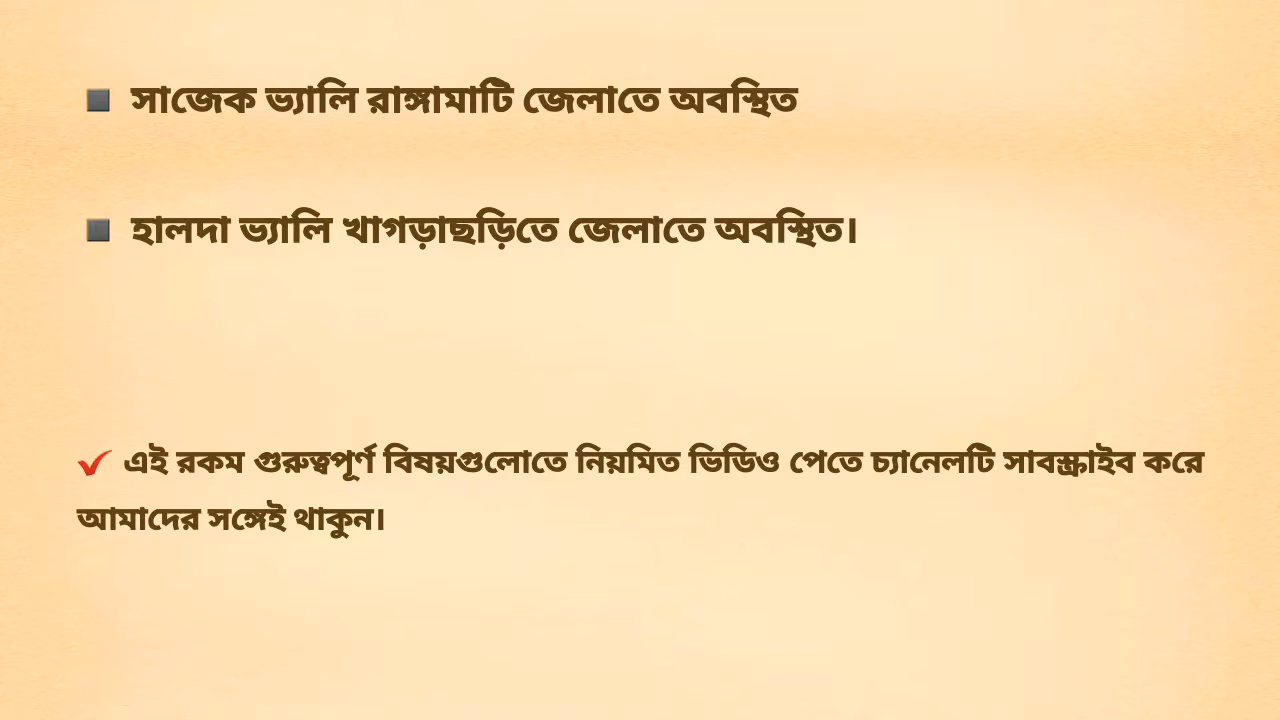 ◾ সাজেক ভ্যালি রাঙ্গামাটি জেলাতে অবস্থিত
◾ হালদা ভ্যালি খাগড়াছড়িতে জেলাতে অবস্থিত।
✔ এই রকম গুরুত্বপূর্ণ বিষয়গুলোতে নিয়মিত ভিডিও পেতে চ্যানেলটি সাবস্ক্রাইব করে
আমাদের সঙ্গেই থাকুন।